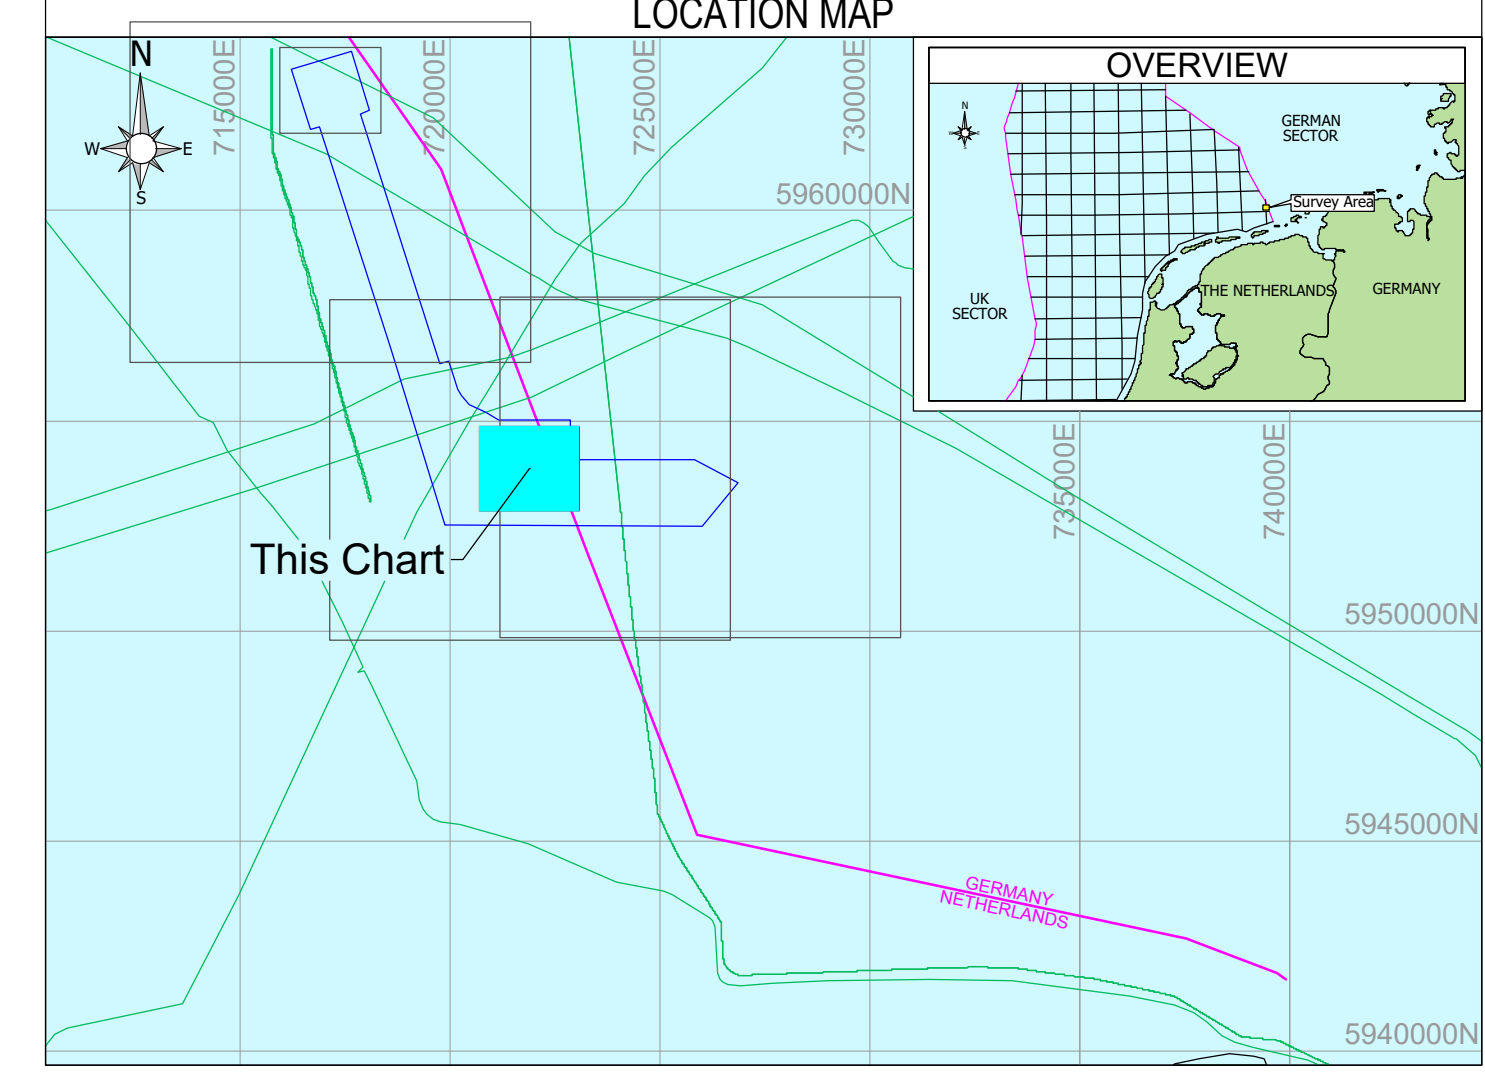 LOCATION MAP
N
W
E
S
715000E
720000E
725000E
730000E
5960000N
OVERVIEW
N
W
E
S
GERMAN
SECTOR
Survey Area
UK
SECTOR
THE NETHERLANDS
GERMANY
735000E
740000E
This Chart
5950000N
5945000N
GERMANY
NETHERLANDS
5940000N